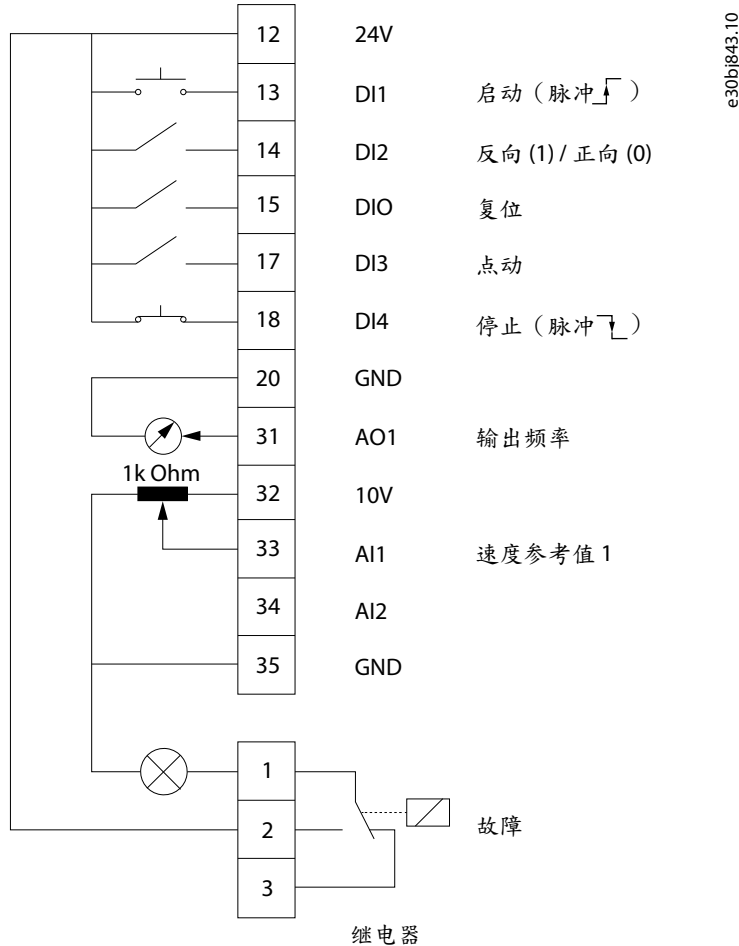 12 24V
13 DI1 启动（脉冲）
14 DI2 反向 (1) / 正向 (0)
15 DIO 复位
17 DI3 点动
18 DI4 停止（脉冲）
20 GND
31 AO1 输出频率
1k Ohm
32 10V
33 AI1 速度参考值 1
34 AI2
35 GND
1
2 故障
3
继电器
e30bj843.10